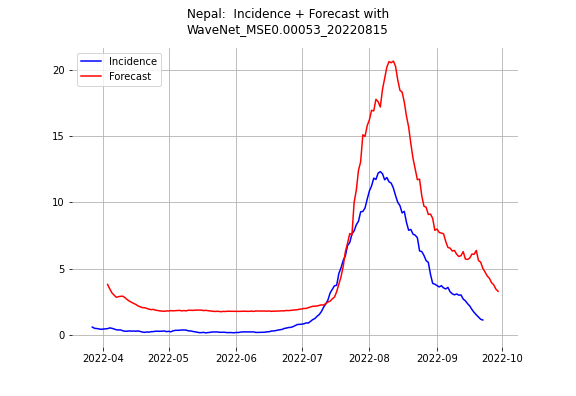 Nepal:  Incidence + Forecast with
WaveNet_MSE0.00053_20220815
Incidence
Forecast
20
15
10
5
0
2022-04 2022-05 2022-06 2022-07 2022-08 2022-09 2022-10